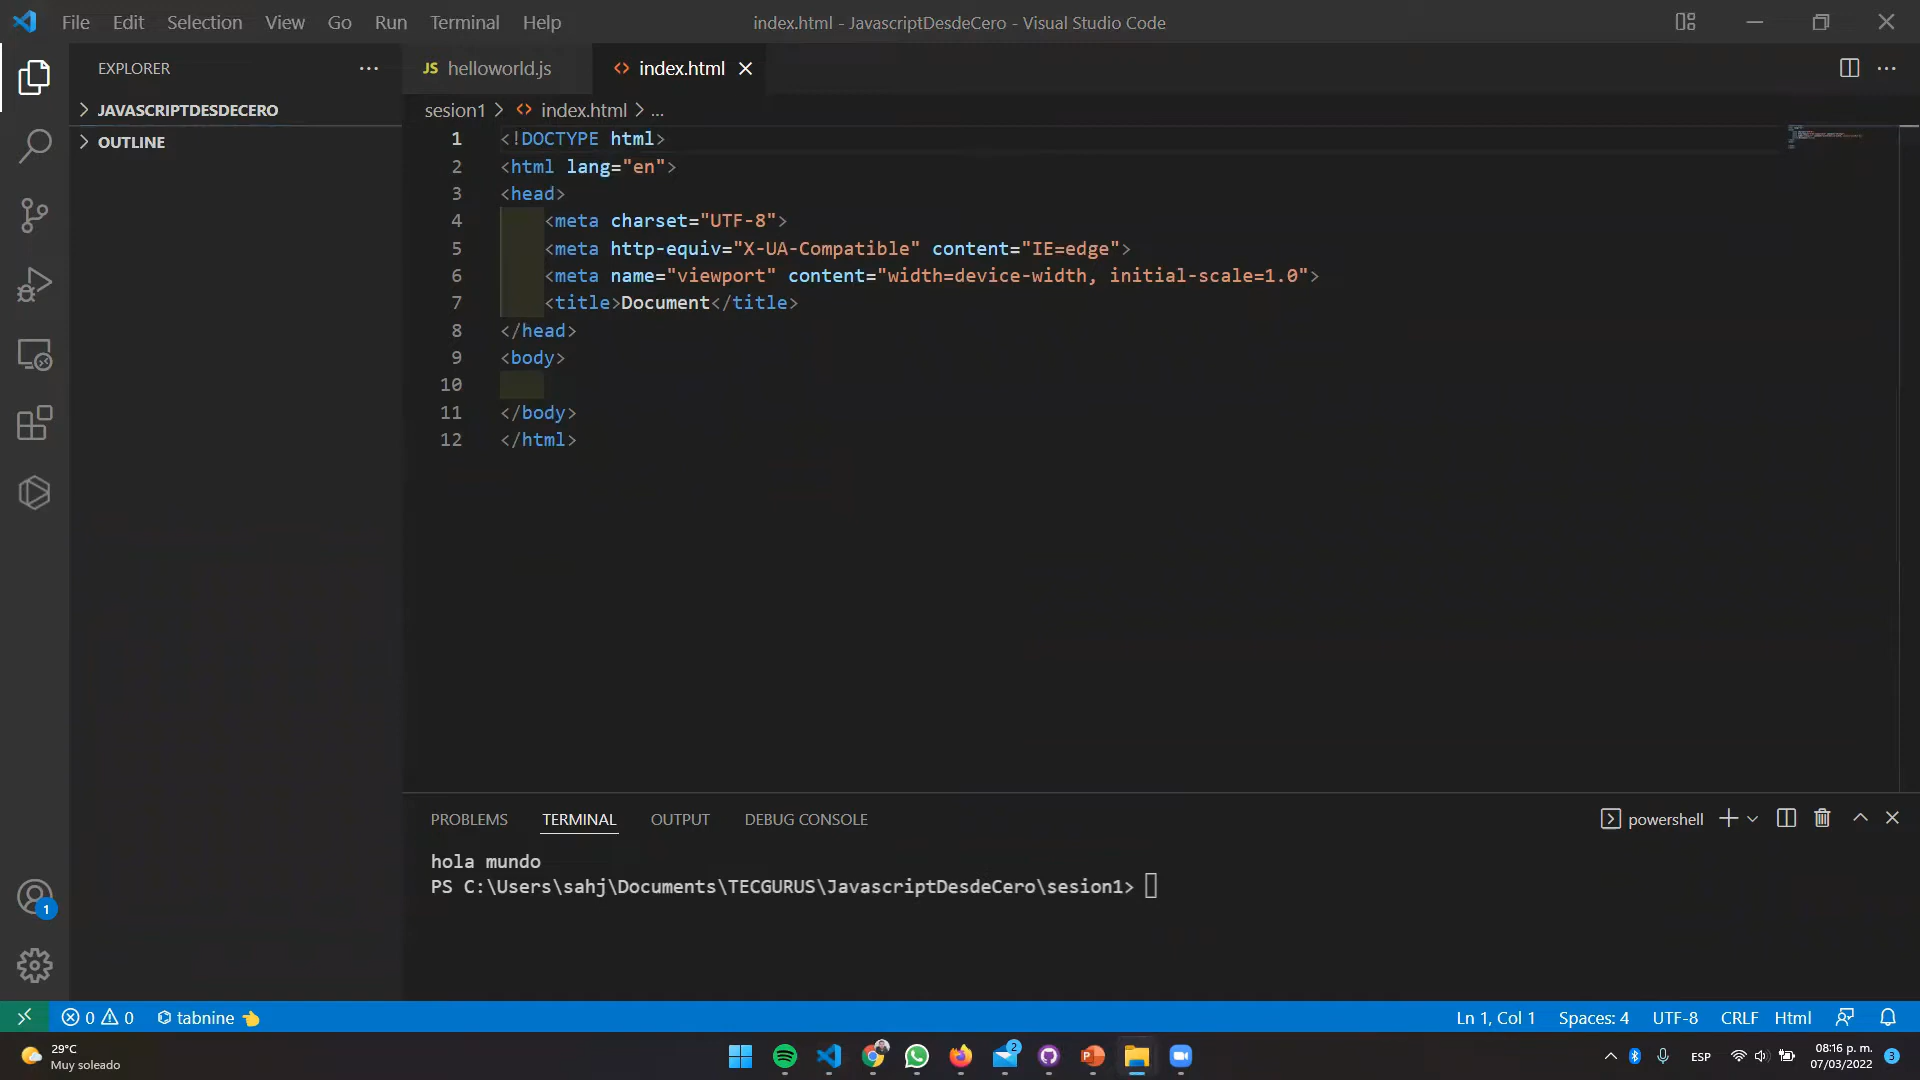 File Edit Selection View Go Run Terminal Help
index.html - JavascriptDesdeCero - Visual Studio Code
EXPLORER
JAVASCRIPTDESDECERO
OUTLINE
JS helloworld.js
index.html
sesion1 > index.html > ...
1 <!DOCTYPE html>
2 <html lang="en">
3 <head>
4 <meta charset="UTF-8">
5 <meta http-equiv="X-UA-Compatible" content="IE=edge">
6 <meta name="viewport" content="width=device-width, initial-scale=1.0">
7 <title>Document</title>
8 </head>
9 <body>
10
11 </body>
12 </html>
PROBLEMS TERMINAL OUTPUT DEBUG CONSOLE
powershell
hola mundo
PS C:\Users\sahj\Documents\TECGURUS\JavascriptDesdeCero\sesion1>
1
0 0 tabnine
Ln 1, Col 1 Spaces: 4 UTF-8 CRLF Html
29°C
Muy soleado
2
ESP
08:16 p. m.
07/03/2022
3